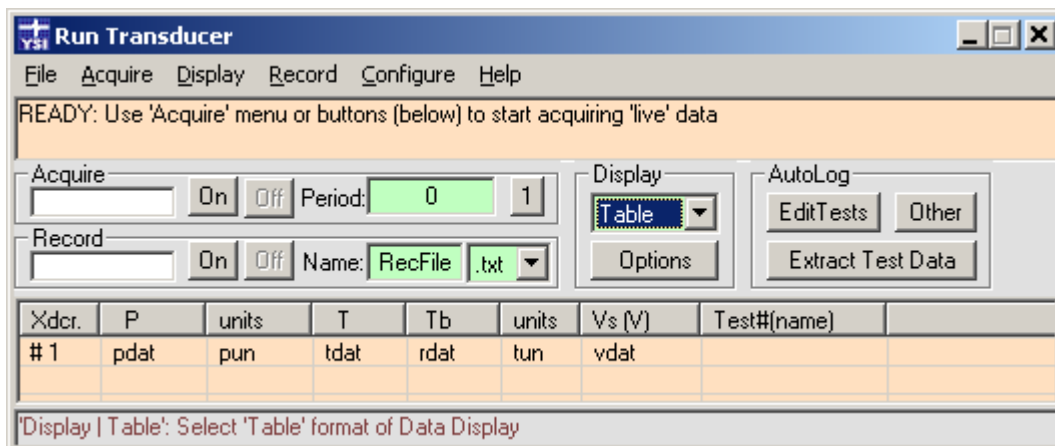 YSI Run Transducer
File Acquire Display Record Configure Help
READY: Use 'Acquire' menu or buttons (below) to start acquiring 'live' data
Acquire
On Off Period: 0 1
Record
On Off Name: RecFile .txt
Display
Table
Options
AutoLog
EditTests Other
Extract Test Data
Xdcr. P units T Tb units Vs (V) Test#(name)
# 1 pdat pun tdat rdat tun vdat
'Display | Table': Select 'Table' format of Data Display